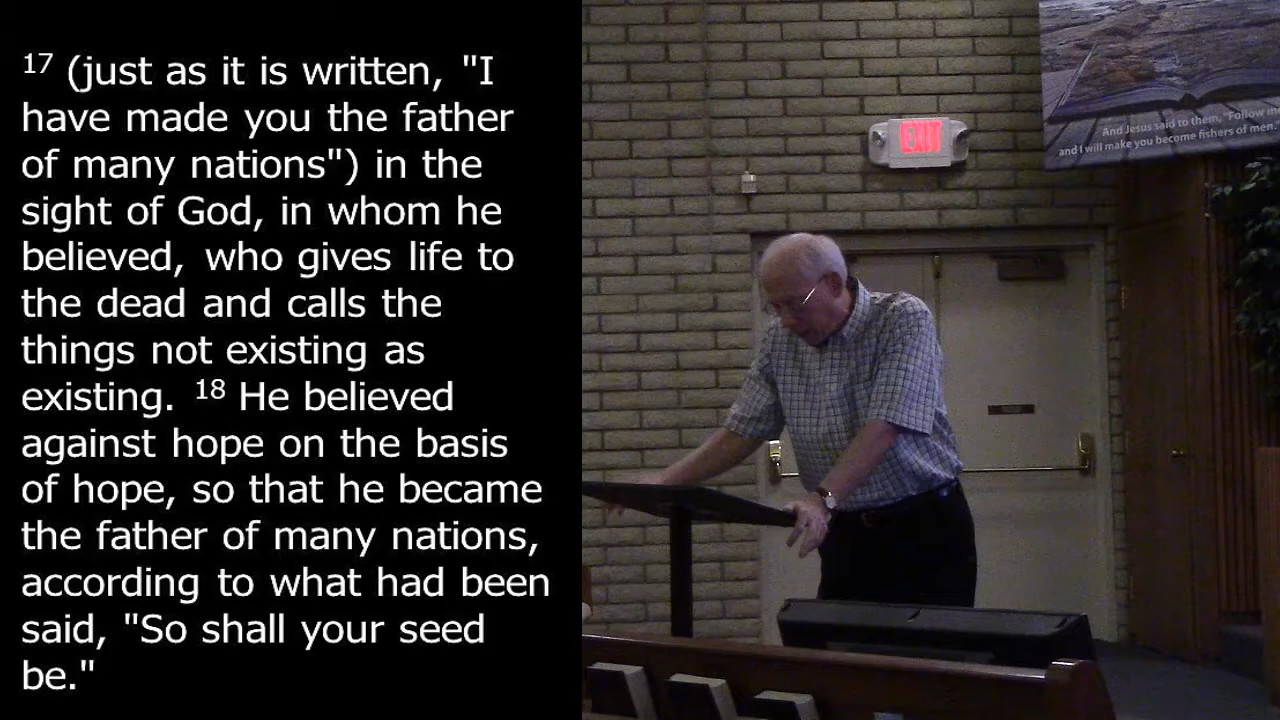 17 (just as it is written, "I
have made you the father
of many nations") in the
sight of God, in whom he
believed, who gives life to
the dead and calls the
things not existing as
existing. 18 He believed
against hope on the basis
of hope, so that he became
the father of many nations,
according to what had been
said, "So shall your seed
be."
EXIT
And Jesus said to them, "Follow me
and I will make you become fishers of men."